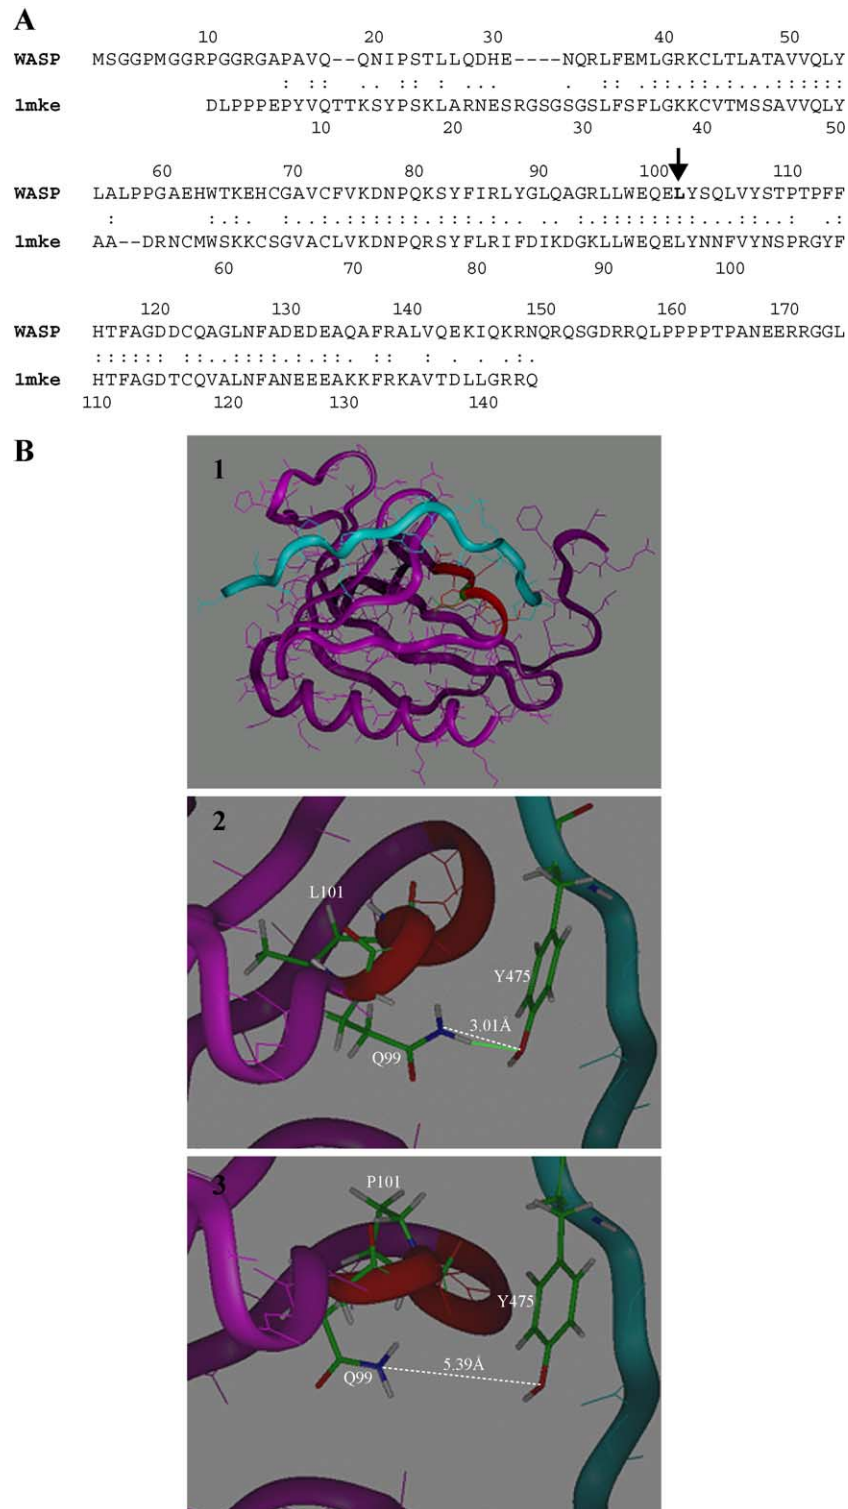 A
10 20 30 40 50
WASP MSGGPMGGRPGGRGAPAVQ--QNIPSTLLQDHE----NQRLFEMLGRKCLTLATAVVQLY
1mke DLPPPEPYVQTTKSYPSKLARNESRGSGSGSLFSFLGKKCVTMSSAVVQLY
10 20 30 40 50
60 70 80 90 100 110
WASP LALPPGAEHWTKEHCGAVCFVKDNPQKSYFIRLYGLQAGRLLWEQELYSQLVYSTPTPFF
1mke AA--DRNCMWSKKCSGVACLVKDNPQRSYFLRIFDIKDGKLLWEQELYNNFVYNSPRGYF
60 70 80 90 100
120 130 140 150 160 170
WASP HTFAGDDCQAGLNFADEDEAQAFRALVQEKIQKRNQRQSGDRRQLPPPPTPANEERRGGL
1mke HTFAGDTCQVALNFANEEEAKKFRKAVTDLLGRRQ
110 120 130 140
B
1
2
L101
Y475
3.01Å
Q99
3
P101
Y475
5.39Å
Q99